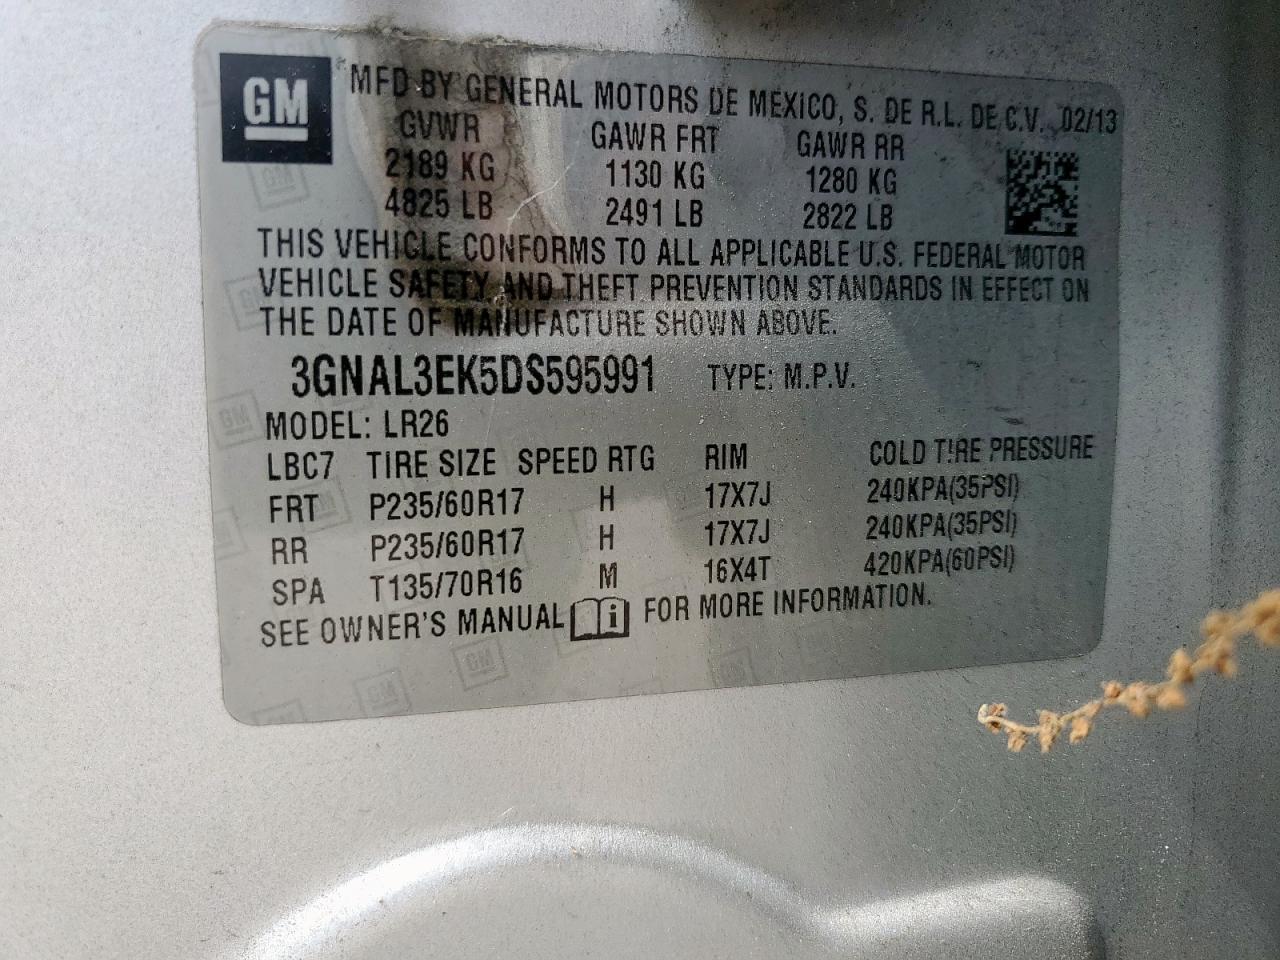 GM MFD BY GENERAL MOTORS DE MEXICO, S. DE R.L. DE C.V. 02/13
GVWR GAWR FRT GAWR RR
2189 KG 1130 KG 1280 KG
4825 LB 2491 LB 2822 LB
THIS VEHICLE CONFORMS TO ALL APPLICABLE U.S. FEDERAL MOTOR
VEHICLE SAFETY AND THEFT PREVENTION STANDARDS IN EFFECT ON
THE DATE OF MANUFACTURE SHOWN ABOVE.
3GNAL3EK5DS595991 TYPE: M.P.V.
MODEL: LR26
LBC7 TIRE SIZE SPEED RTG RIM COLD TIRE PRESSURE
FRT P235/60R17 H 17X7J 240KPA(35PSI)
RR P235/60R17 H 17X7J 240KPA(35PSI)
SPA T135/70R16 M 16X4T 420KPA(60PSI)
SEE OWNER'S MANUAL i FOR MORE INFORMATION.